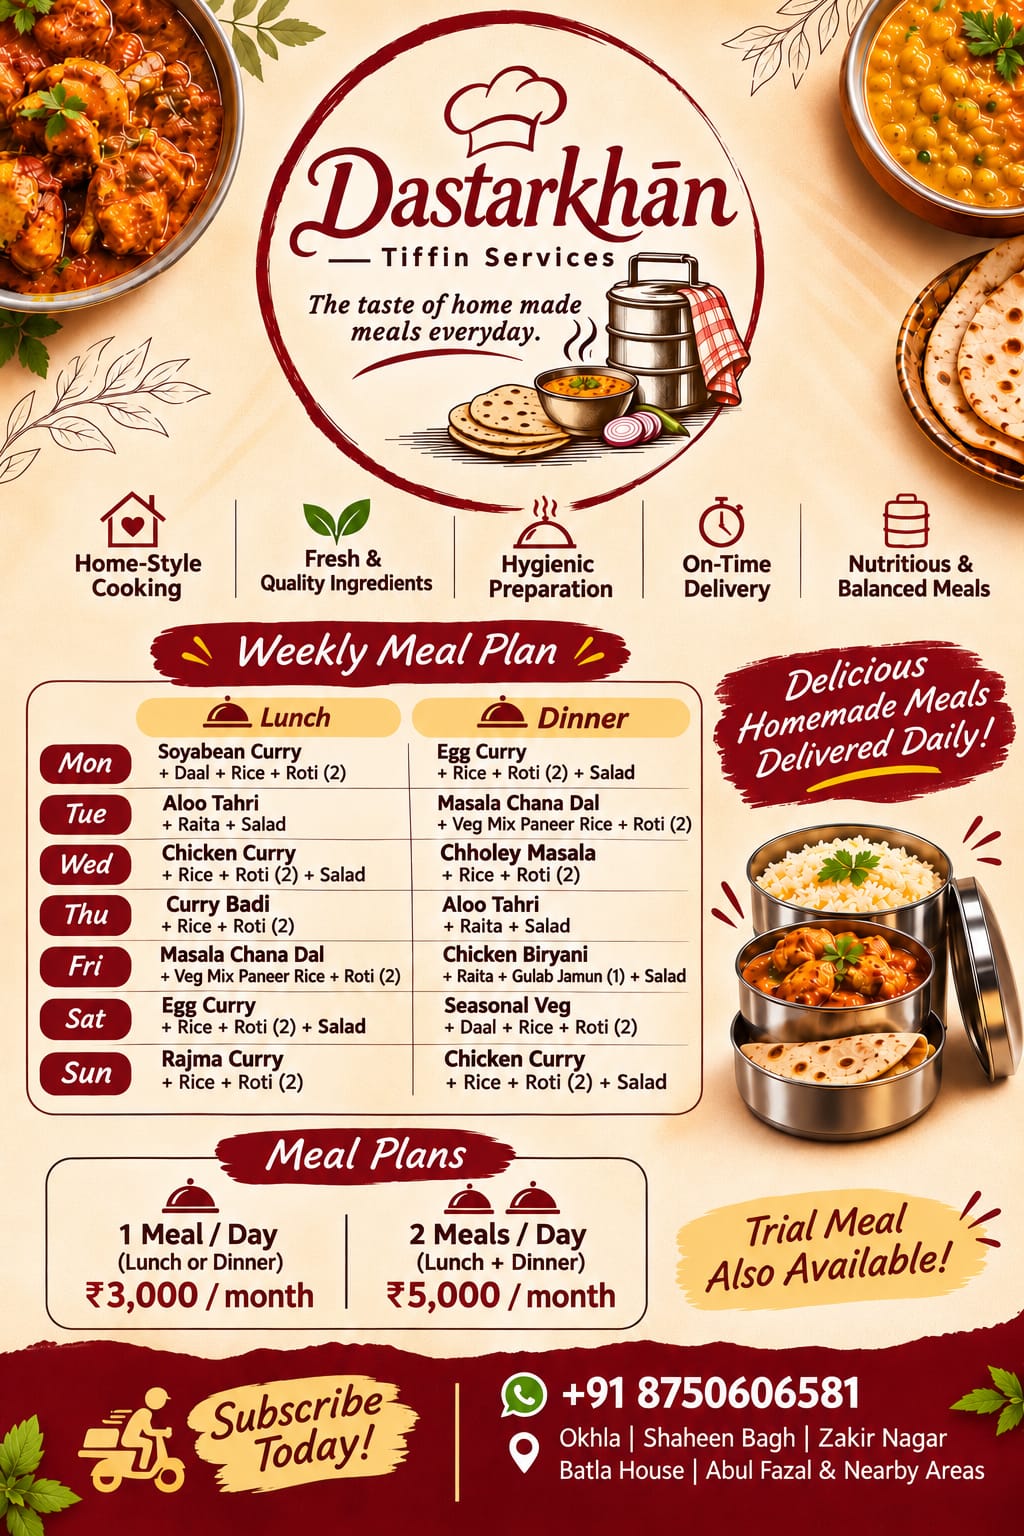 Dastarkhān
Tiffin Services
The taste of home made
meals everyday.
Home-Style
Cooking
Fresh &
Quality Ingredients
Hygienic
Preparation
On-Time
Delivery
Nutritious &
Balanced Meals
Weekly Meal Plan
Delicious
Homemade Meals
Delivered Daily!
Lunch Dinner
Mon
Soyabean Curry
+ Daal + Rice + Roti (2)
Egg Curry
+ Rice + Roti (2) + Salad
Tue
Aloo Tahri
+ Raita + Salad
Masala Chana Dal
+ Veg Mix Paneer Rice + Roti (2)
Wed
Chicken Curry
+ Rice + Roti (2) + Salad
Chholey Masala
+ Rice + Roti (2)
Thu
Curry Badi
+ Rice + Roti (2)
Aloo Tahri
+ Raita + Salad
Fri
Masala Chana Dal
+ Veg Mix Paneer Rice + Roti (2)
Chicken Biryani
+ Raita + Gulab Jamun (1) + Salad
Sat
Egg Curry
+ Rice + Roti (2) + Salad
Seasonal Veg
+ Daal + Rice + Roti (2)
Sun
Rajma Curry
+ Rice + Roti (2)
Chicken Curry
+ Rice + Roti (2) + Salad
Meal Plans
1 Meal / Day
(Lunch or Dinner)
₹3,000 / month
2 Meals / Day
(Lunch + Dinner)
₹5,000 / month
Trial Meal
Also Available!
Subscribe
Today!
+91 8750606581
Okhla | Shaheen Bagh | Zakir Nagar
Batla House | Abul Fazal & Nearby Areas